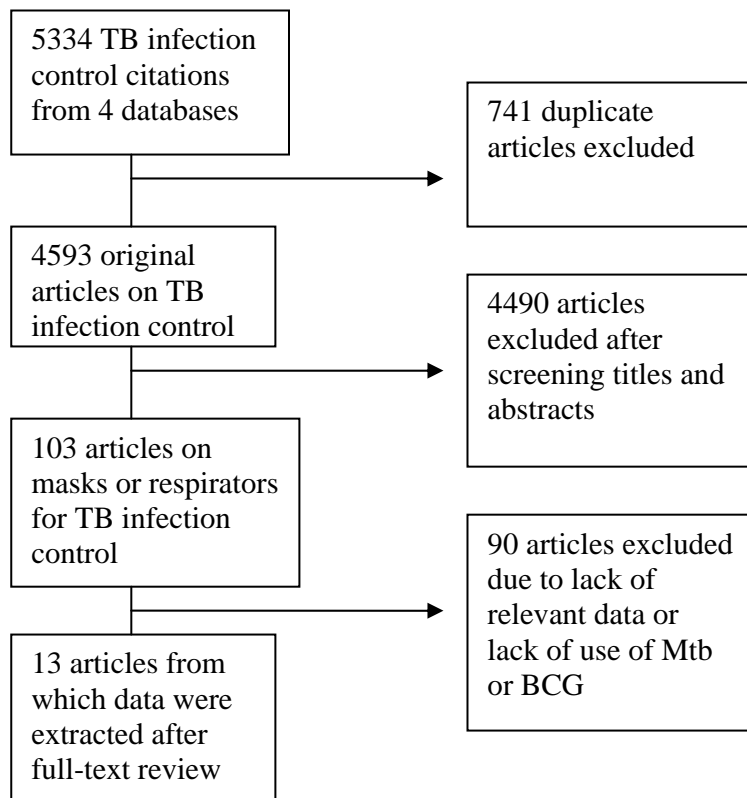 5334 TB infection
control citations
from 4 databases
741 duplicate
articles excluded
4593 original
articles on TB
infection control
4490 articles
excluded after
screening titles and
abstracts
103 articles on
masks or respirators
for TB infection
control
90 articles excluded
due to lack of
relevant data or
lack of use of Mtb
or BCG
13 articles from
which data were
extracted after
full-text review